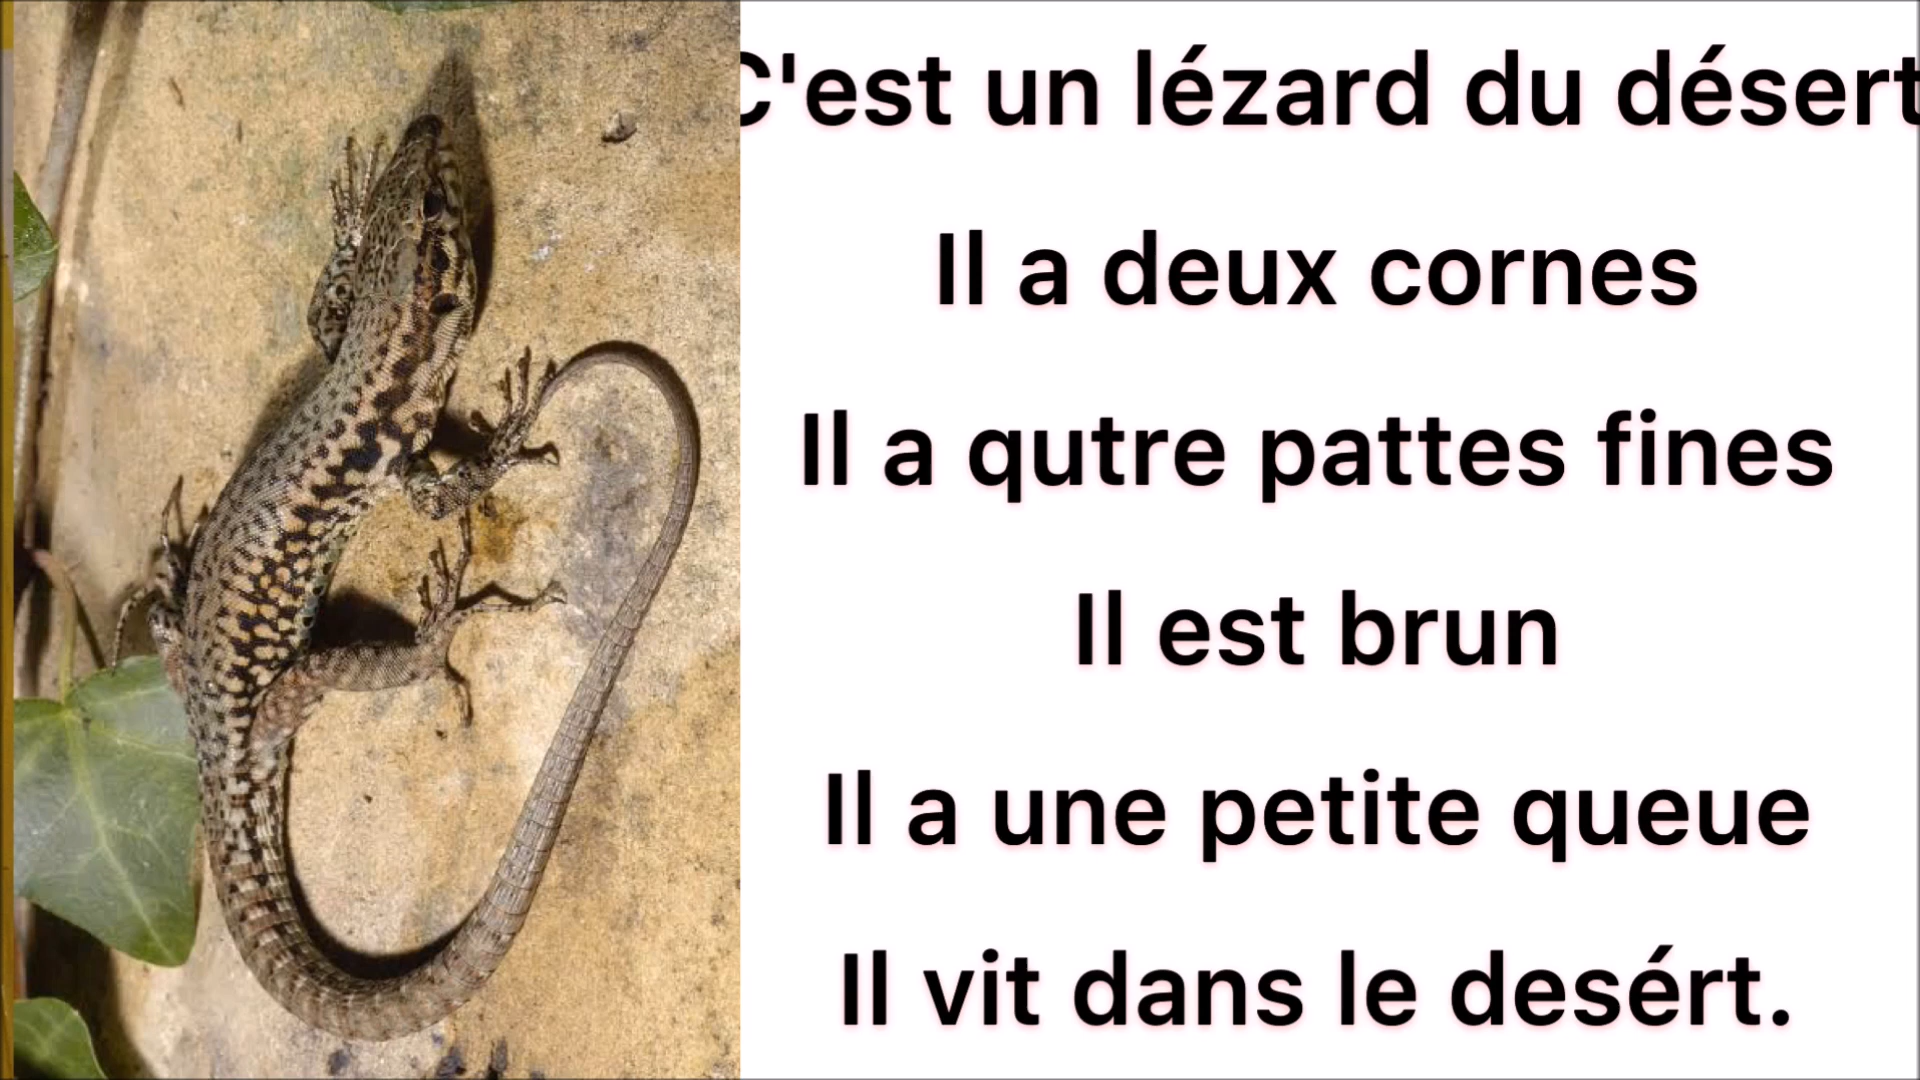 C'est un lézard du désert
Il a deux cornes
Il a qutre pattes fines
Il est brun
Il a une petite queue
Il vit dans le desért.